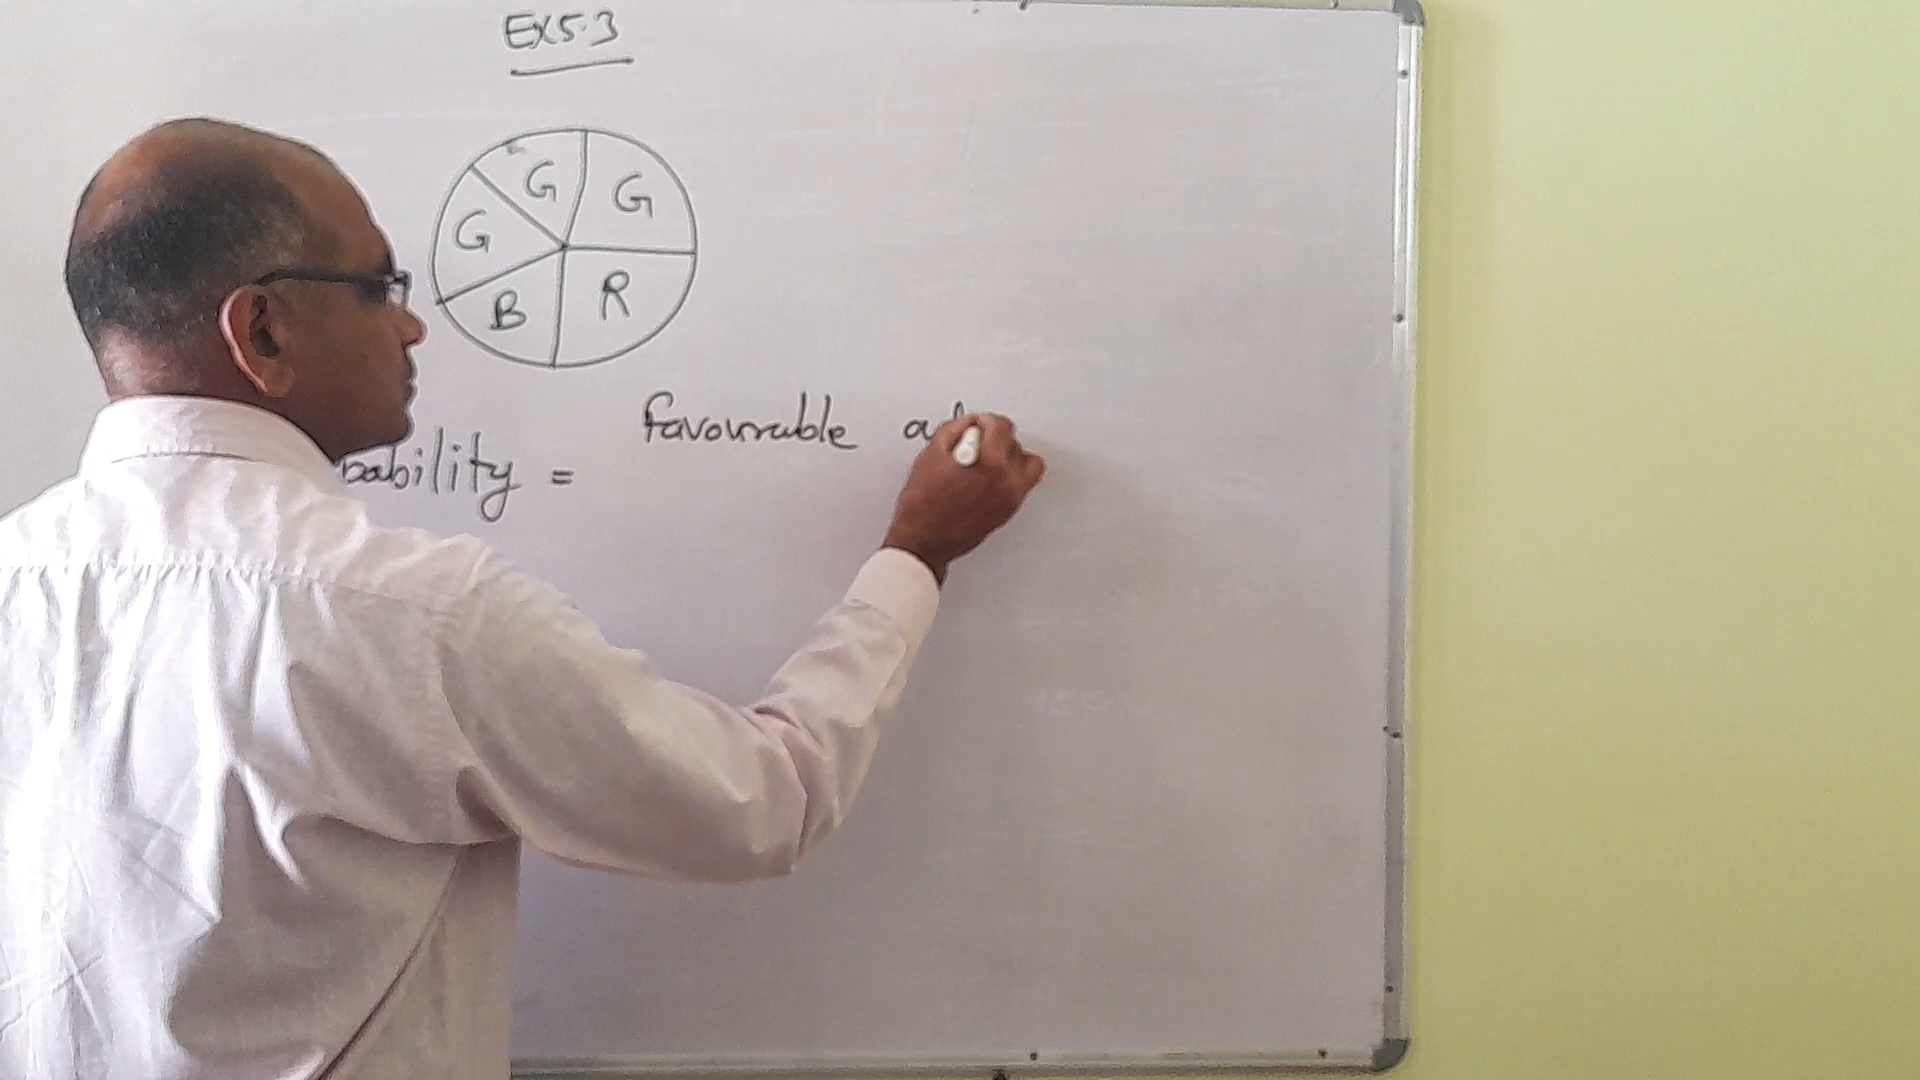 EX5.3
G G
G
B R
favourable
bability =